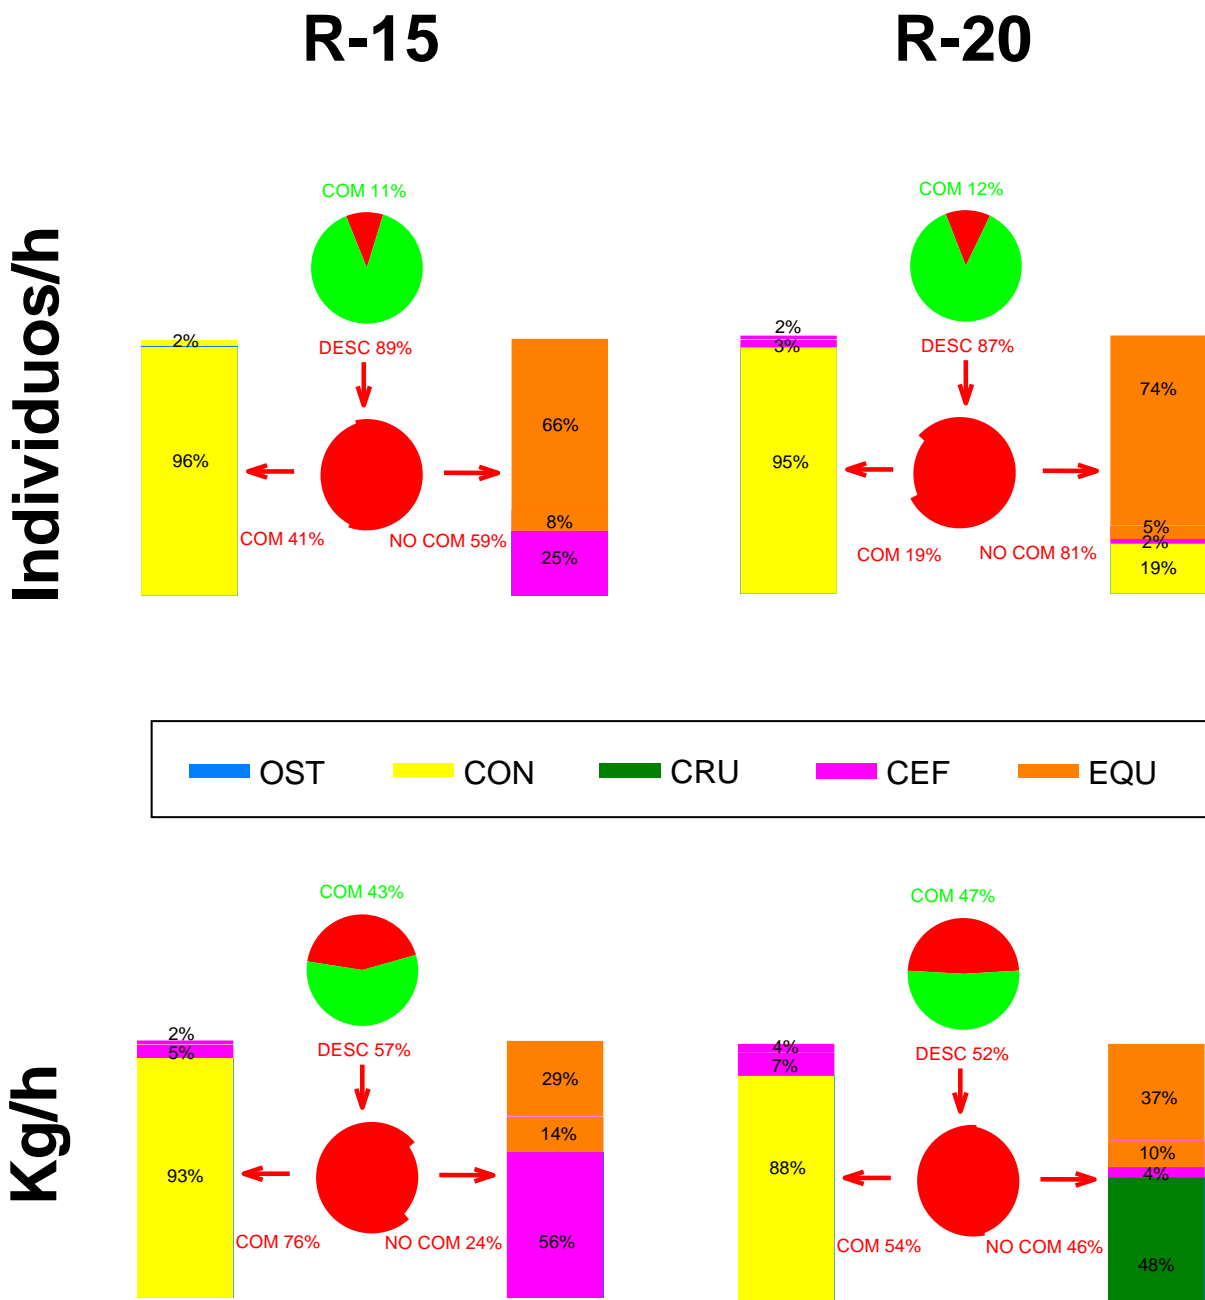 R-15 R-20
Individuos/h
COM 11%
DESC 89%
2%
96%
66%
8%
25%
COM 41% NO COM 59%
COM 12%
DESC 87%
2%
3%
95%
74%
5%
2%
19%
COM 19% NO COM 81%
OST CON CRU CEF EQU
Kg/h
COM 43%
DESC 57%
2%
5%
93%
29%
14%
56%
COM 76% NO COM 24%
COM 47%
DESC 52%
4%
7%
88%
37%
10%
4%
48%
COM 54% NO COM 46%